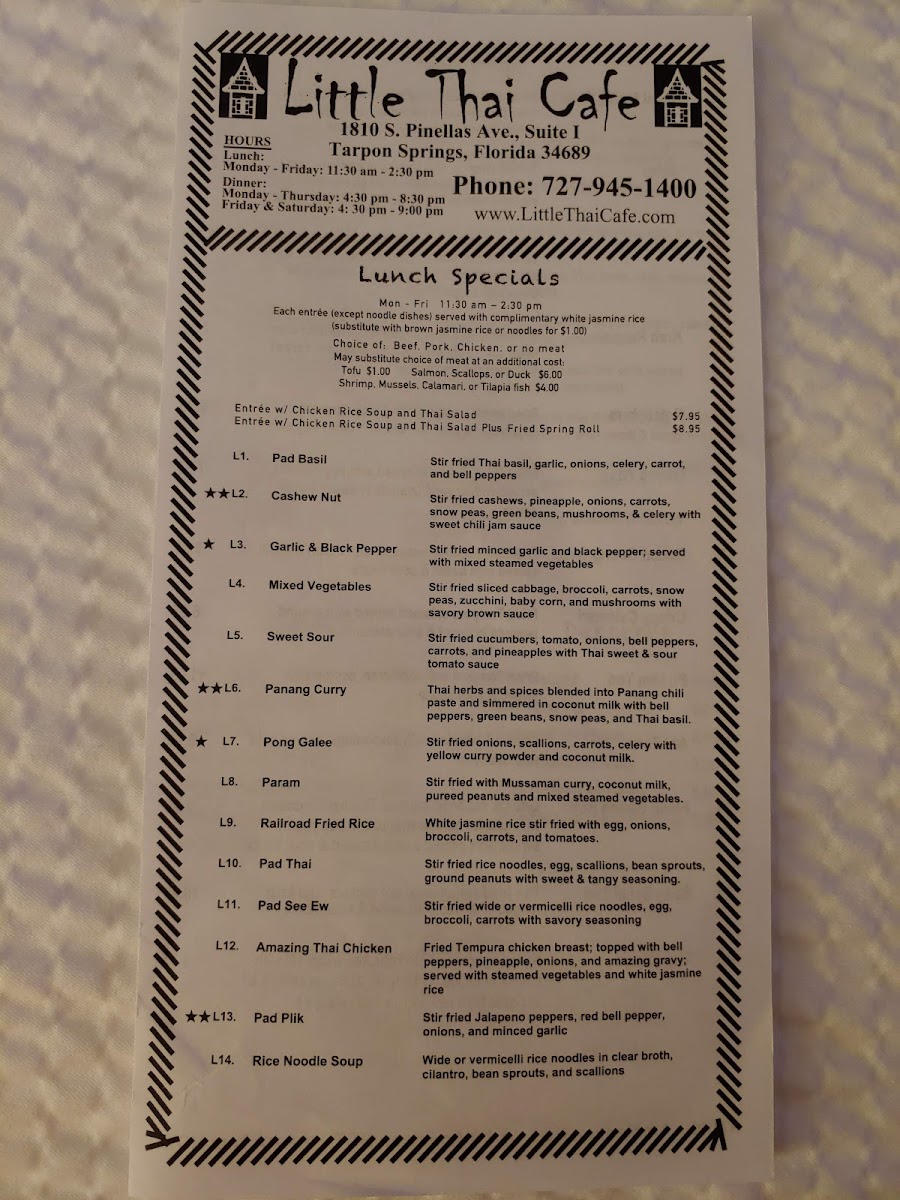 Little Thai Cafe
1810 S. Pinellas Ave., Suite I
Tarpon Springs, Florida 34689
HOURS
Lunch:
Monday - Friday: 11:30 am - 2:30 pm
Dinner:
Monday - Thursday: 4:30 pm - 8:30 pm
Friday & Saturday: 4: 30 pm - 9:00 pm
Phone: 727-945-1400
www.LittleThaiCafe.com
Lunch Specials
Mon - Fri 11:30 am – 2:30 pm
Each entrée (except noodle dishes) served with complimentary white jasmine rice
(substitute with brown jasmine rice or noodles for $1.00)
Choice of: Beef, Pork, Chicken, or no meat
May substitute choice of meat at an additional cost:
Tofu $1.00 Salmon, Scallops, or Duck $6.00
Shrimp, Mussels, Calamari, or Tilapia fish $4.00
Entrée w/ Chicken Rice Soup and Thai Salad $7.95
Entrée w/ Chicken Rice Soup and Thai Salad Plus Fried Spring Roll $8.95
L1. Pad Basil Stir fried Thai basil, garlic, onions, celery, carrot,
and bell peppers
★★L2. Cashew Nut Stir fried cashews, pineapple, onions, carrots,
snow peas, green beans, mushrooms, & celery with
sweet chili jam sauce
★ L3. Garlic & Black Pepper Stir fried minced garlic and black pepper; served
with mixed steamed vegetables
L4. Mixed Vegetables Stir fried sliced cabbage, broccoli, carrots, snow
peas, zucchini, baby corn, and mushrooms with
savory brown sauce
L5. Sweet Sour Stir fried cucumbers, tomato, onions, bell peppers,
carrots, and pineapples with Thai sweet & sour
tomato sauce
★★L6. Panang Curry Thai herbs and spices blended into Panang chili
paste and simmered in coconut milk with bell
peppers, green beans, snow peas, and Thai basil.
★ L7. Pong Galee Stir fried onions, scallions, carrots, celery with
yellow curry powder and coconut milk.
L8. Param Stir fried with Mussaman curry, coconut milk,
pureed peanuts and mixed steamed vegetables.
L9. Railroad Fried Rice White jasmine rice stir fried with egg, onions,
broccoli, carrots, and tomatoes.
L10. Pad Thai Stir fried rice noodles, egg, scallions, bean sprouts,
ground peanuts with sweet & tangy seasoning.
L11. Pad See Ew Stir fried wide or vermicelli rice noodles, egg,
broccoli, carrots with savory seasoning
L12. Amazing Thai Chicken Fried Tempura chicken breast; topped with bell
peppers, pineapple, onions, and amazing gravy;
served with steamed vegetables and white jasmine
rice
★★L13. Pad Plik Stir fried Jalapeno peppers, red bell pepper,
onions, and minced garlic
L14. Rice Noodle Soup Wide or vermicelli rice noodles in clear broth,
cilantro, bean sprouts, and scallions